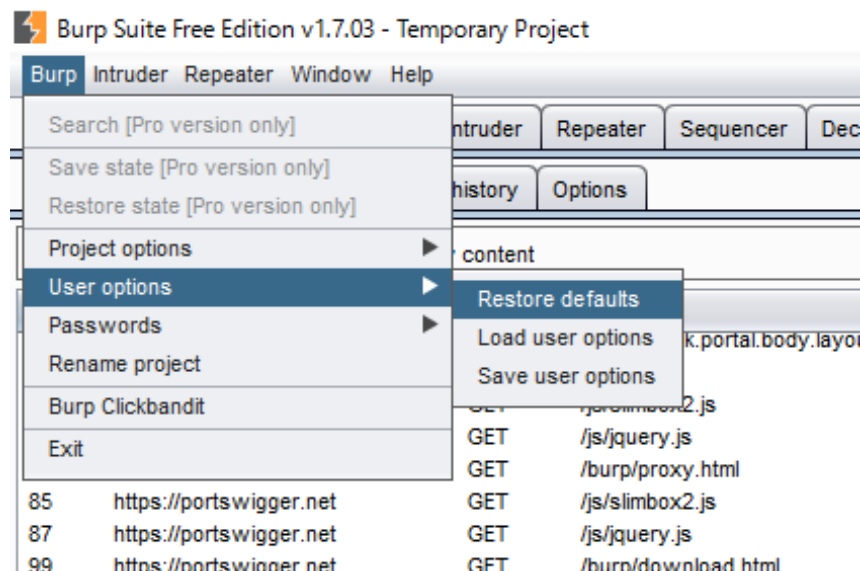 Burp Suite Free Edition v1.7.03 - Temporary Project
Burp Intruder Repeater Window Help
Search [Pro version only]
Save state [Pro version only]
Restore state [Pro version only]
Project options
User options
Passwords
Rename project
Burp Clickbandit
Exit
ntruder Repeater Sequencer Dec
history Options
content
Restore defaults
Load user options
Save user options
k.portal.body.layou
GET /js/slimbox2.js
GET /js/jquery.js
GET /burp/proxy.html
85 https://portswigger.net GET /js/slimbox2.js
87 https://portswigger.net GET /js/jquery.js
99 https://portswigger.net GET /burp/download.html